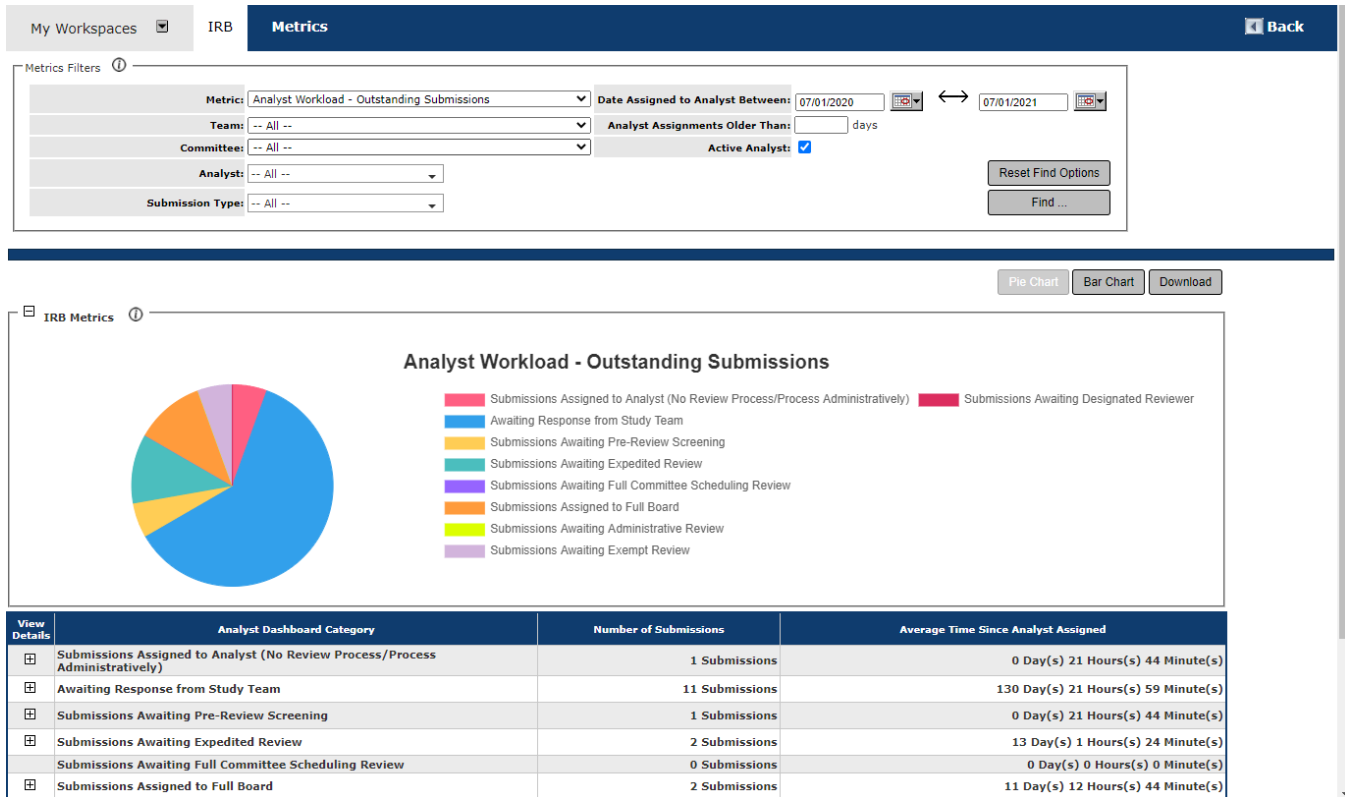 My Workspaces IRB Metrics Back
Metrics Filters
Metric: Analyst Workload - Outstanding Submissions Date Assigned to Analyst Between: 07/01/2020 07/01/2021
Team: -- All -- Analyst Assignments Older Than: days
Committee: -- All -- Active Analyst:
Analyst: -- All -- Reset Find Options
Submission Type: -- All -- Find ...
Pie Chart Bar Chart Download
IRB Metrics
Analyst Workload - Outstanding Submissions
Submissions Assigned to Analyst (No Review Process/Process Administratively) Submissions Awaiting Designated Reviewer
Awaiting Response from Study Team
Submissions Awaiting Pre-Review Screening
Submissions Awaiting Expedited Review
Submissions Awaiting Full Committee Scheduling Review
Submissions Assigned to Full Board
Submissions Awaiting Administrative Review
Submissions Awaiting Exempt Review
View Details Analyst Dashboard Category Number of Submissions Average Time Since Analyst Assigned
Submissions Assigned to Analyst (No Review Process/Process Administratively) 1 Submissions 0 Day(s) 21 Hours(s) 44 Minute(s)
Awaiting Response from Study Team 11 Submissions 130 Day(s) 21 Hours(s) 59 Minute(s)
Submissions Awaiting Pre-Review Screening 1 Submissions 0 Day(s) 21 Hours(s) 44 Minute(s)
Submissions Awaiting Expedited Review 2 Submissions 13 Day(s) 1 Hours(s) 24 Minute(s)
Submissions Awaiting Full Committee Scheduling Review 0 Submissions 0 Day(s) 0 Hours(s) 0 Minute(s)
Submissions Assigned to Full Board 2 Submissions 11 Day(s) 12 Hours(s) 44 Minute(s)